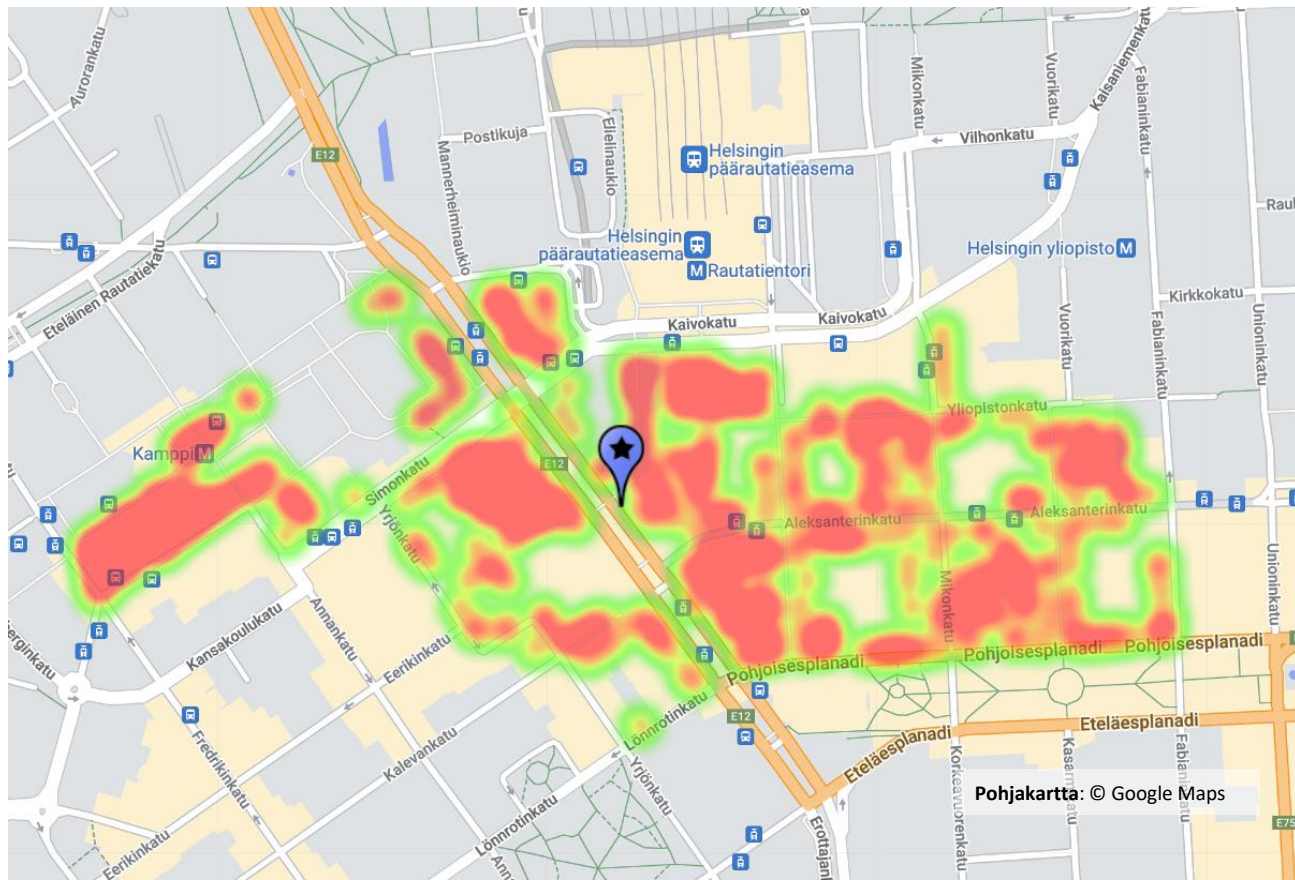 Aurorankatu
Postikuja
Mannerheiminaukio
Elielinaukio
Helsingin
päärautatieasema
Helsingin
päärautatieasema
M Rautatientori
Mikonkatu
Vuorikatu
Fabianinkatu
Vilhonkatu
Helsingin yliopisto M
Kirkkokatu
E12
Eteläinen Rautatiekatu
Kaivokatu
Kaivokatu
Vuorikatu
Fabianinkatu
Unioninkatu
Yliopistonkatu
Kamppi M
Simonkatu
E12
Aleksanterinkatu
Aleksanterinkatu
Yrjönkatu
Mikonkatu
Unioninkatu
Annankatu
Kansakoulukatu
Eerikinkatu
Pohjoisesplanadi
Pohjoisesplanadi
Pohjoisesplanadi
Fredrikinkatu
Kalevankatu
Lönnrotinkatu
E12
Eteläesplanadi
Eteläesplanadi
Yrjönkatu
Korkeavuorenkatu
Fabianinkatu
Pohjakartta: © Google Maps
Lönnrotinkatu
Eerikinkatu
E75